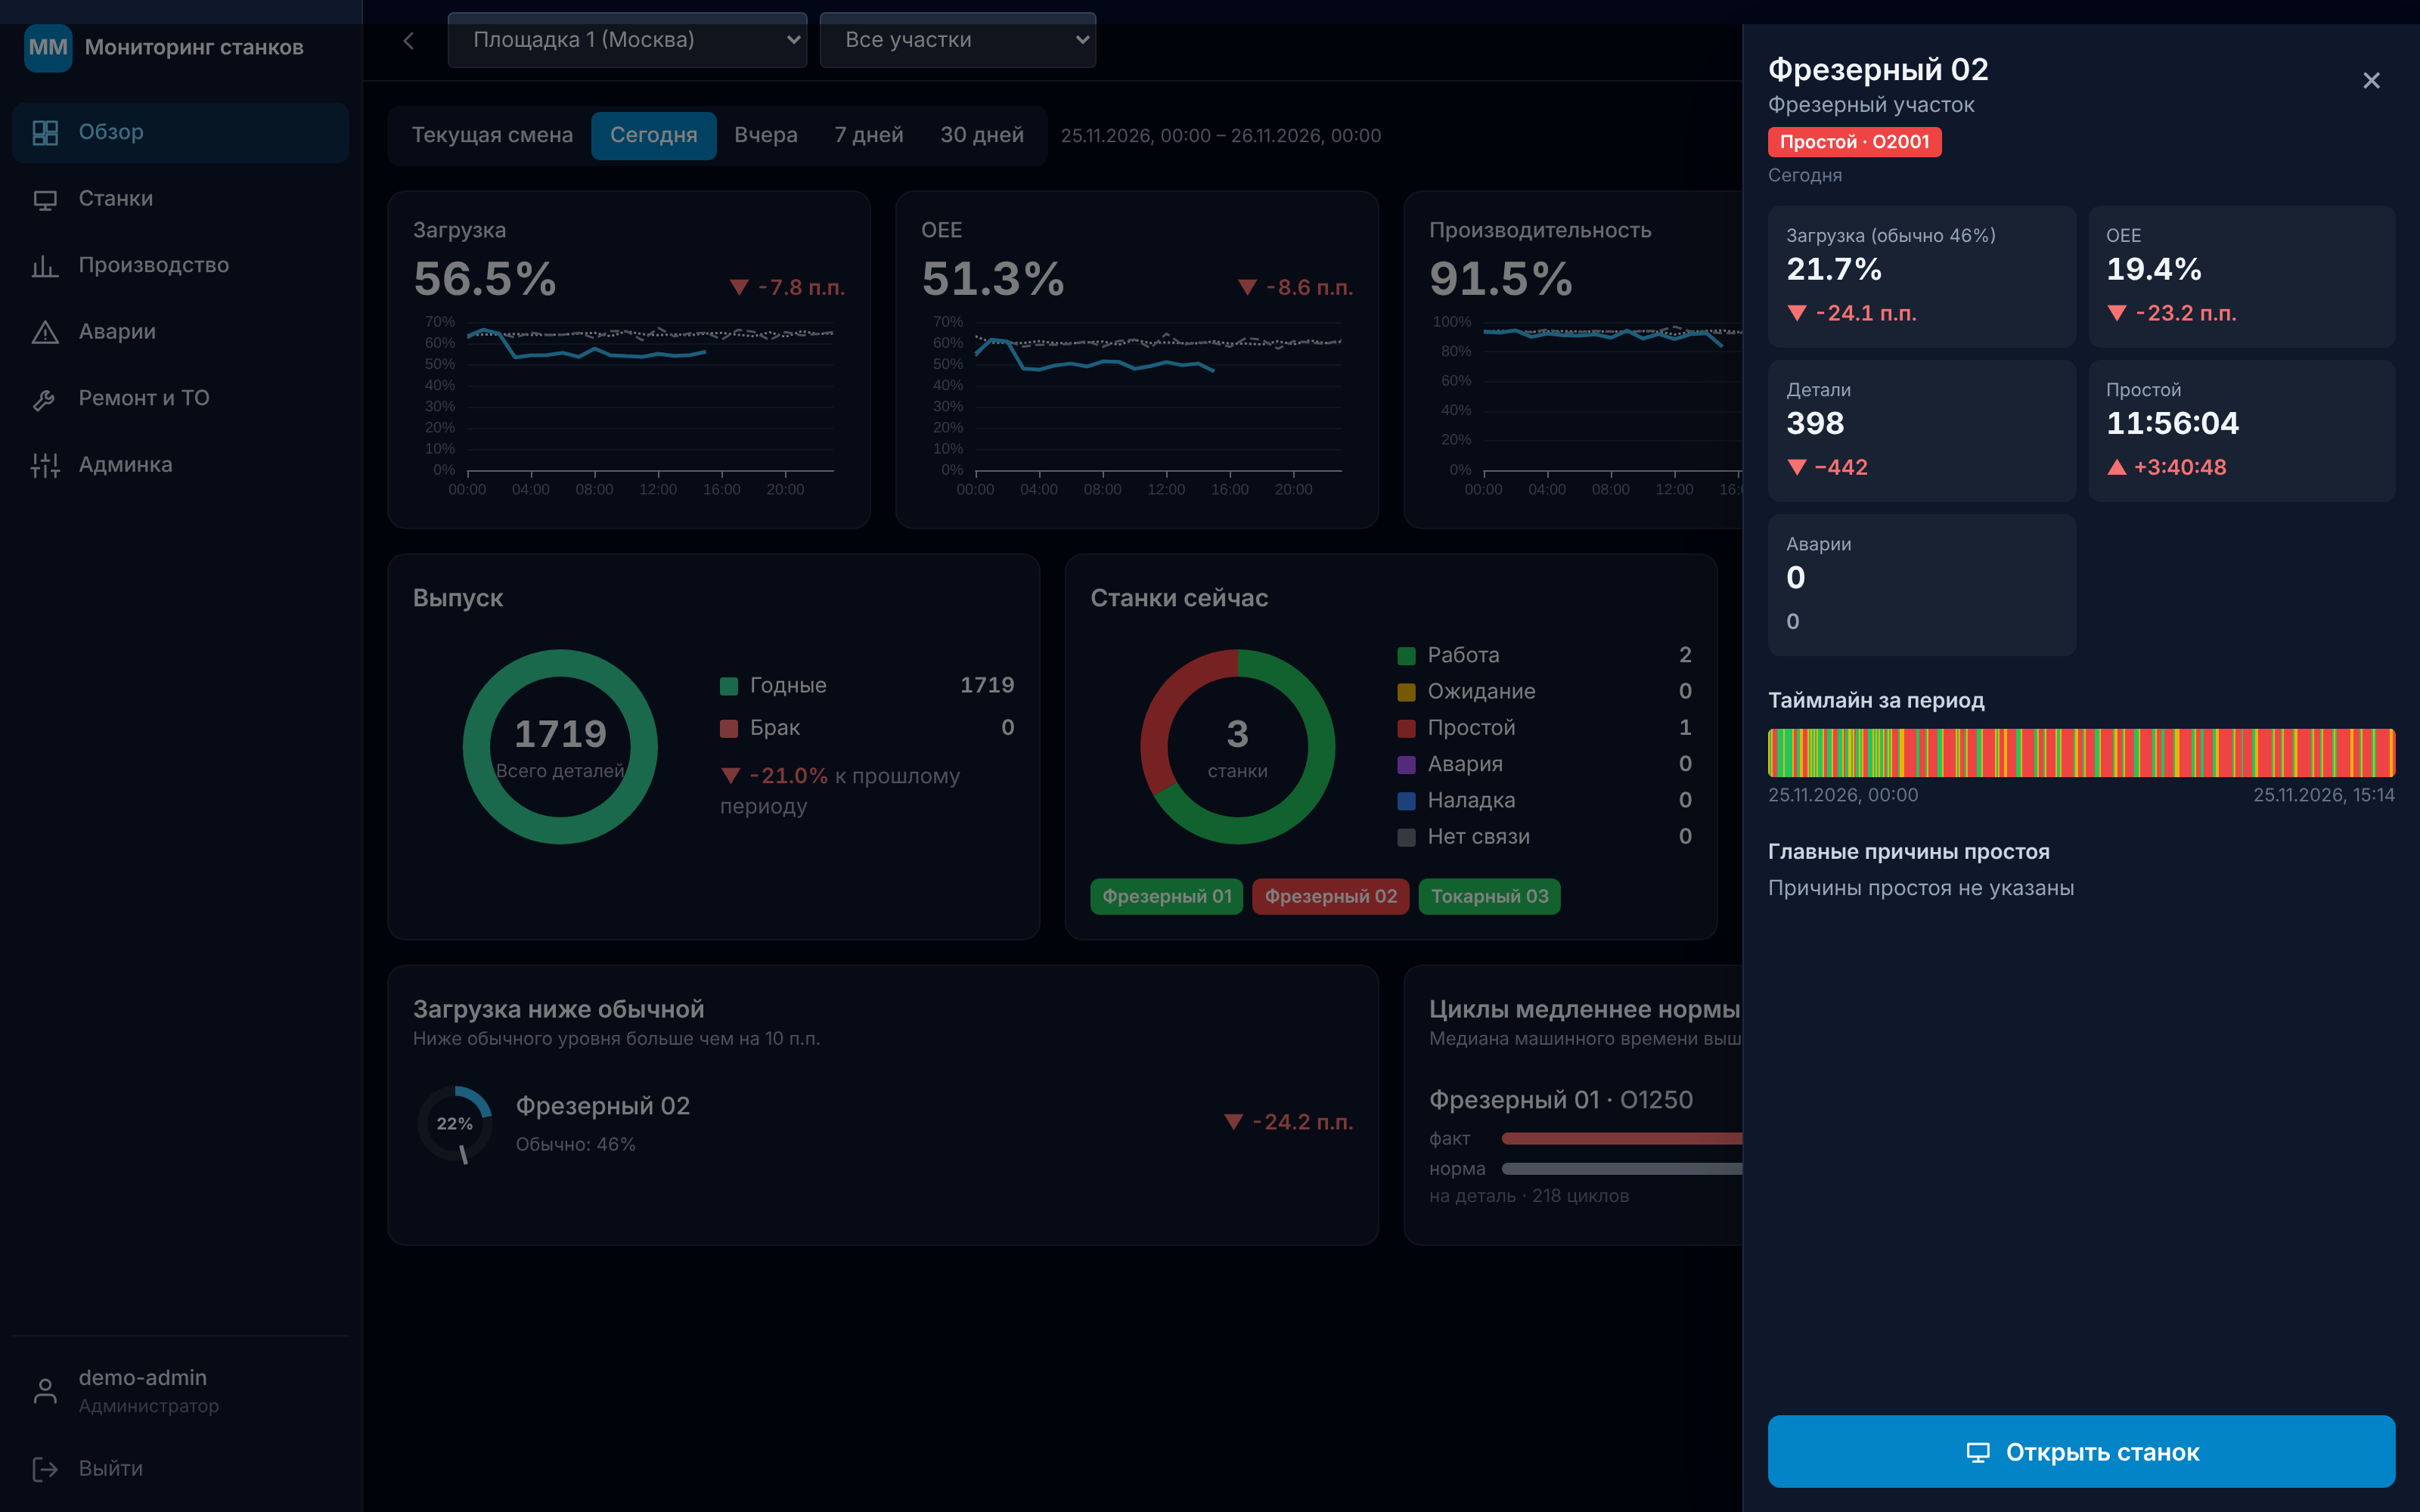 ММ Мониторинг станков
Обзор
Станки
Производство
Аварии
Ремонт и ТО
Админка
demo-admin
Администратор
Выйти
Площадка 1 (Москва)
Все участки
Текущая смена Сегодня Вчера 7 дней 30 дней 25.11.2026, 00:00 – 26.11.2026, 00:00
Загрузка
56.5% ▼ -7.8 п.п.
70%
60%
50%
40%
30%
20%
10%
0%
00:00 04:00 08:00 12:00 16:00 20:00
OEE
51.3% ▼ -8.6 п.п.
70%
60%
50%
40%
30%
20%
10%
0%
00:00 04:00 08:00 12:00 16:00 20:00
Производительность
91.5%
100%
80%
60%
40%
20%
0%
00:00 04:00 08:00 12:00 16:0
Выпуск
1719
Всего деталей
Годные 1719
Брак 0
▼ -21.0% к прошлому
периоду
Станки сейчас
3
станки
Работа 2
Ожидание 0
Простой 1
Авария 0
Наладка 0
Нет связи 0
Фрезерный 01 Фрезерный 02 Токарный 03
Загрузка ниже обычной
Ниже обычного уровня больше чем на 10 п.п.
22%
Фрезерный 02
Обычно: 46%
▼ -24.2 п.п.
Циклы медленнее нормы
Медиана машинного времени выш
Фрезерный 01 · O1250
факт
норма
на деталь · 218 циклов
Фрезерный 02
Фрезерный участок
Простой · O2001
Сегодня
Загрузка (обычно 46%)
21.7%
▼ -24.1 п.п.
OEE
19.4%
▼ -23.2 п.п.
Детали
398
▼ −442
Простой
11:56:04
▲ +3:40:48
Аварии
0
0
Таймлайн за период
25.11.2026, 00:00 25.11.2026, 15:14
Главные причины простоя
Причины простоя не указаны
Открыть станок